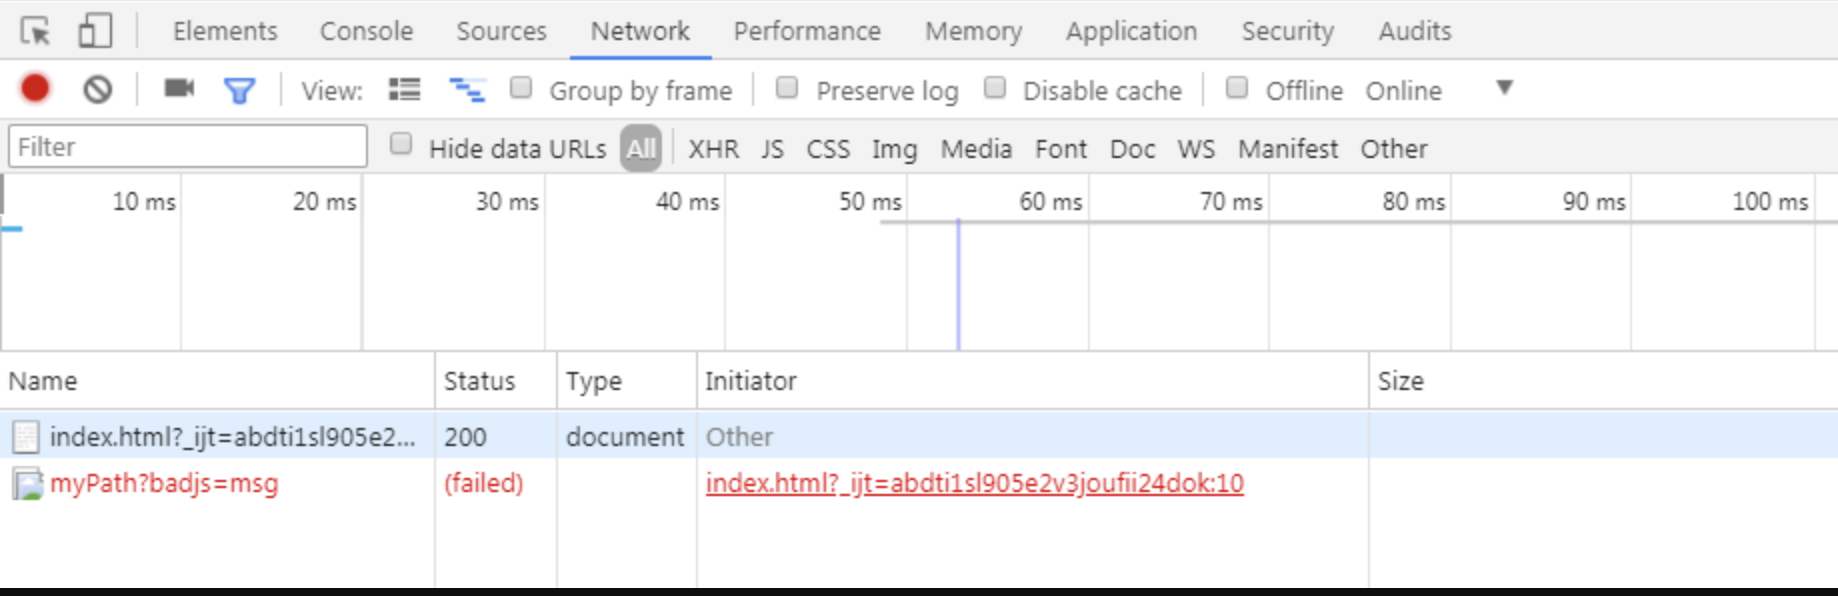 Elements Console Sources Network Performance Memory Application Security Audits
View: Group by frame Preserve log Disable cache Offline Online
Filter Hide data URLs All XHR JS CSS Img Media Font Doc WS Manifest Other
10 ms 20 ms 30 ms 40 ms 50 ms 60 ms 70 ms 80 ms 90 ms 100 ms
Name Status Type Initiator Size
index.html?_ijt=abdti1sl905e2... 200 document Other
myPath?badjs=msg (failed) index.html?_ijt=abdti1sl905e2v3joufii24dok:10